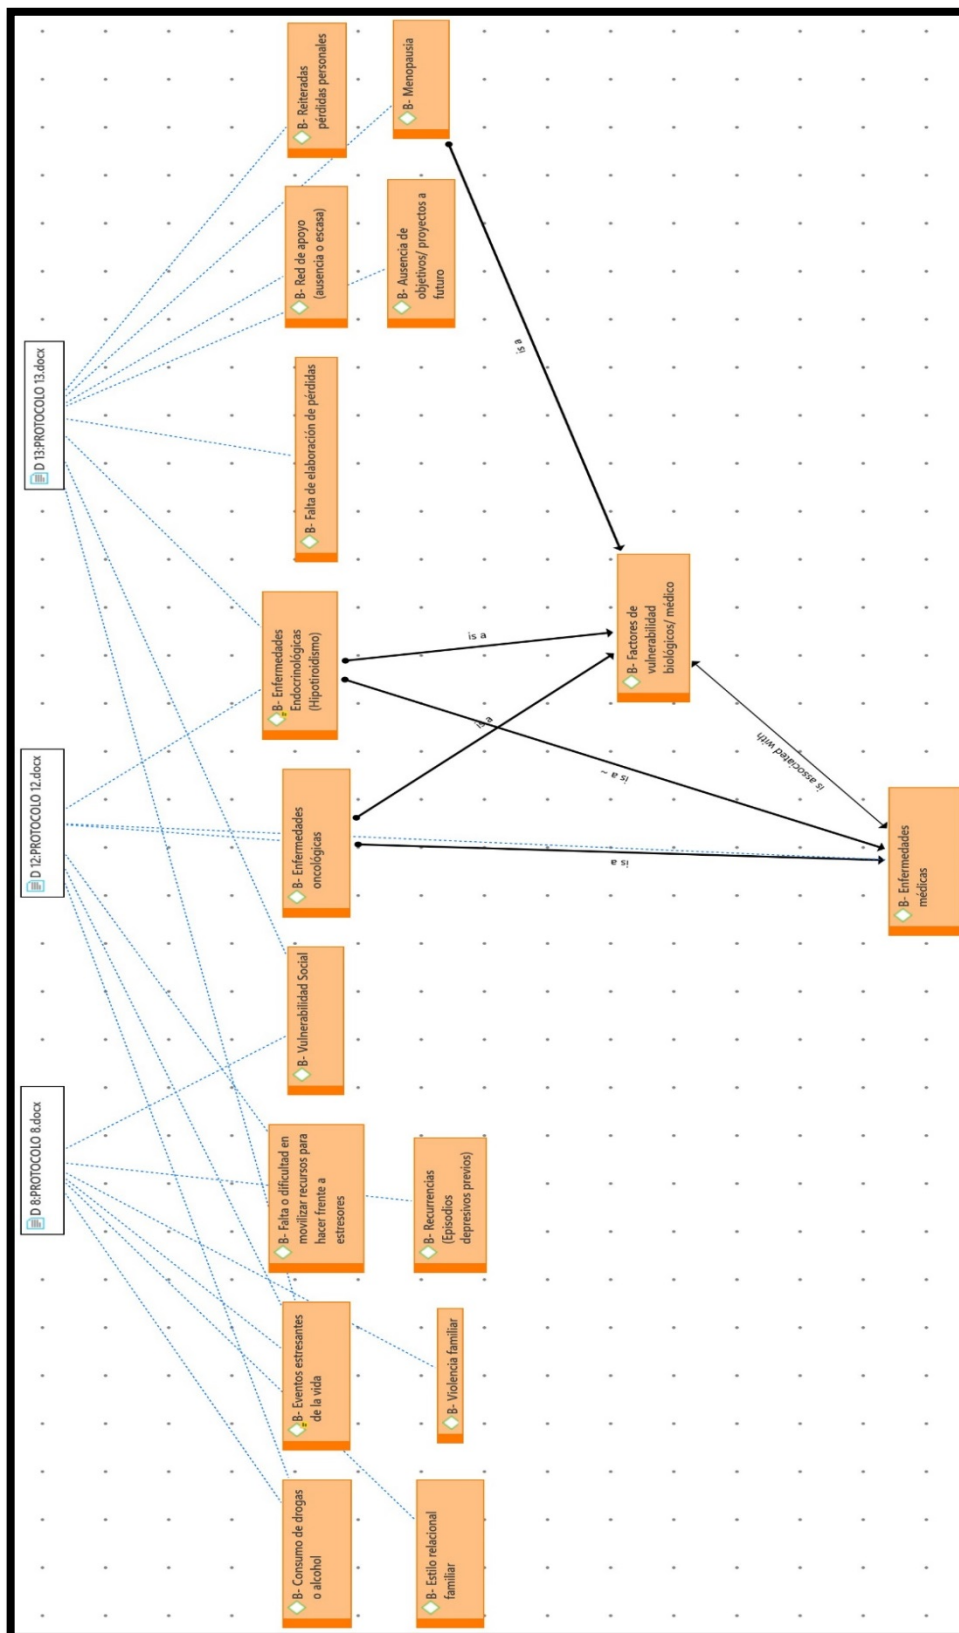 D 8:PROTOCOLO 8.docx
D 12:PROTOCOLO 12.docx
D 13:PROTOCOLO 13.docx
B- Consumo de drogas
o alcohol
B- Eventos estresantes
de la vida
B- Falta o dificultad en
movilizar recursos para
hacer frente a
estresores
B- Vulnerabilidad Social
B- Enfermedades
oncológicas
B- Enfermedades
Endocrinológicas
(Hipotiroidismo)
B- Falta de elaboración de pérdidas
B- Red de apoyo
(ausencia o escasa)
B- Reiteradas
pérdidas personales
B- Estilo relacional
familiar
B- Violencia familiar
B- Recurrencias
(Episodios
depresivos previos)
B- Ausencia de
objetivos/ proyectos a
futuro
B- Menopausia
is a
is a
is a
is a ~
is a
B- Factores de
vulnerabilidad
biológicos/ médico
is associated with
B- Enfermedades
médicas